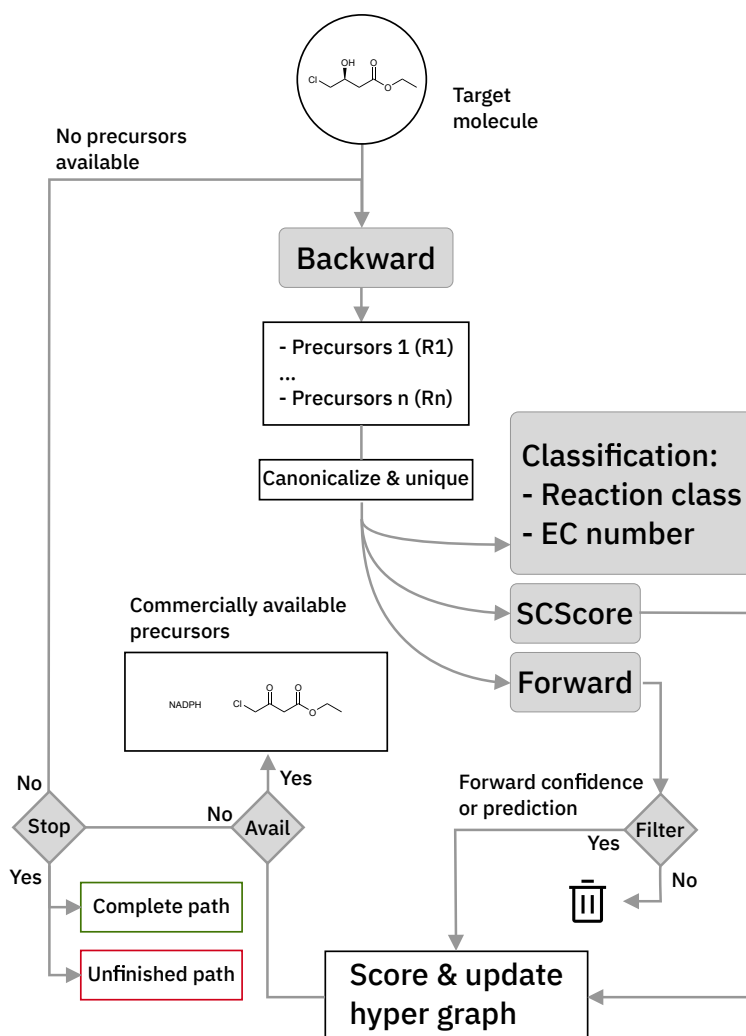 OH
O
Cl
O
Target
molecule
No precursors
available
Backward
- Precursors 1 (R1)
...
- Precursors n (Rn)
Canonicalize & unique
Classification:
- Reaction class
- EC number
SCScore
Forward
Commercially available
precursors
NADPH
O
O
Cl
O
Yes
No
Stop
No
Avail
Yes
Forward confidence
or prediction
Yes
Filter
No
Complete path
Unfinished path
Score & update
hyper graph